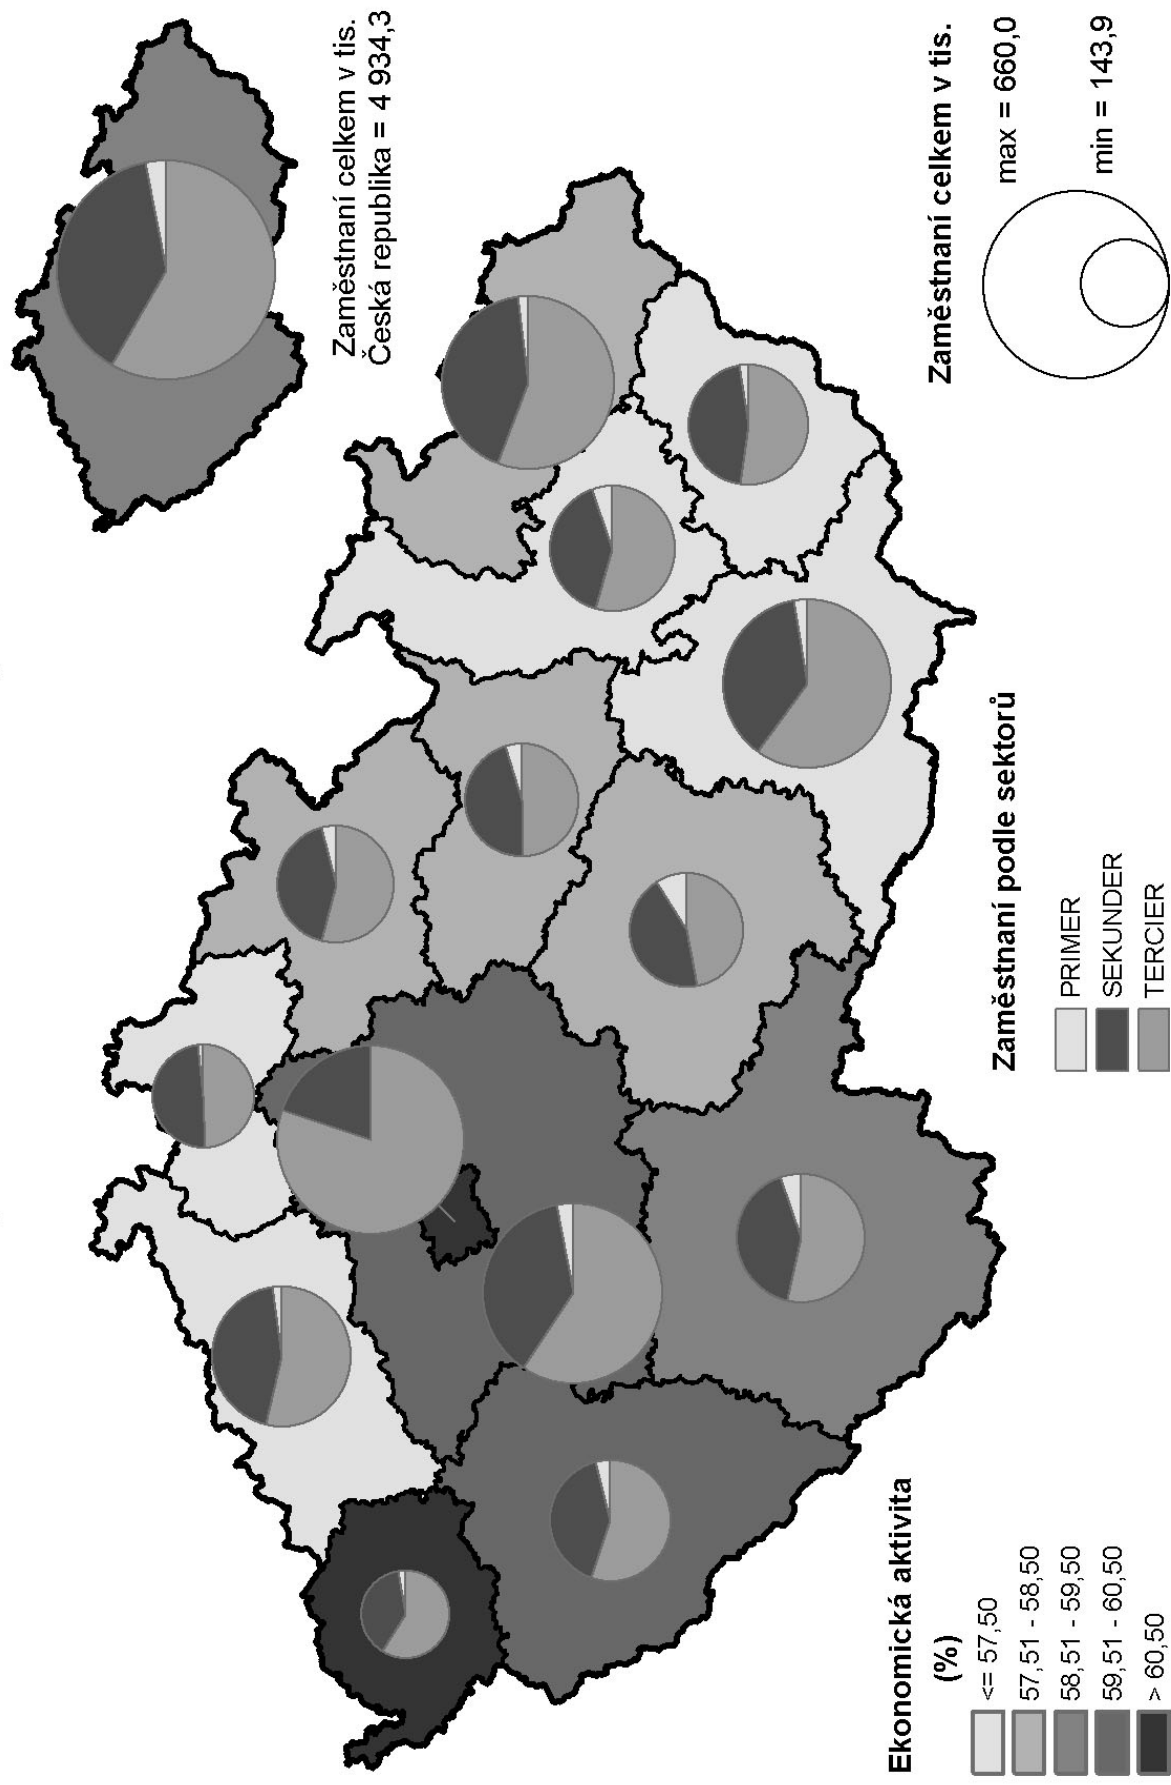 Zaměstnaní celkem v tis.
Česká republika = 4 934,3
Ekonomická aktivita
(%)
<= 57,50
57,51 - 58,50
58,51 - 59,50
59,51 - 60,50
> 60,50
Zaměstnaní podle sektorů
PRIMER
SEKUNDER
TERCIER
Zaměstnaní celkem v tis.
max = 660,0
min = 143,9